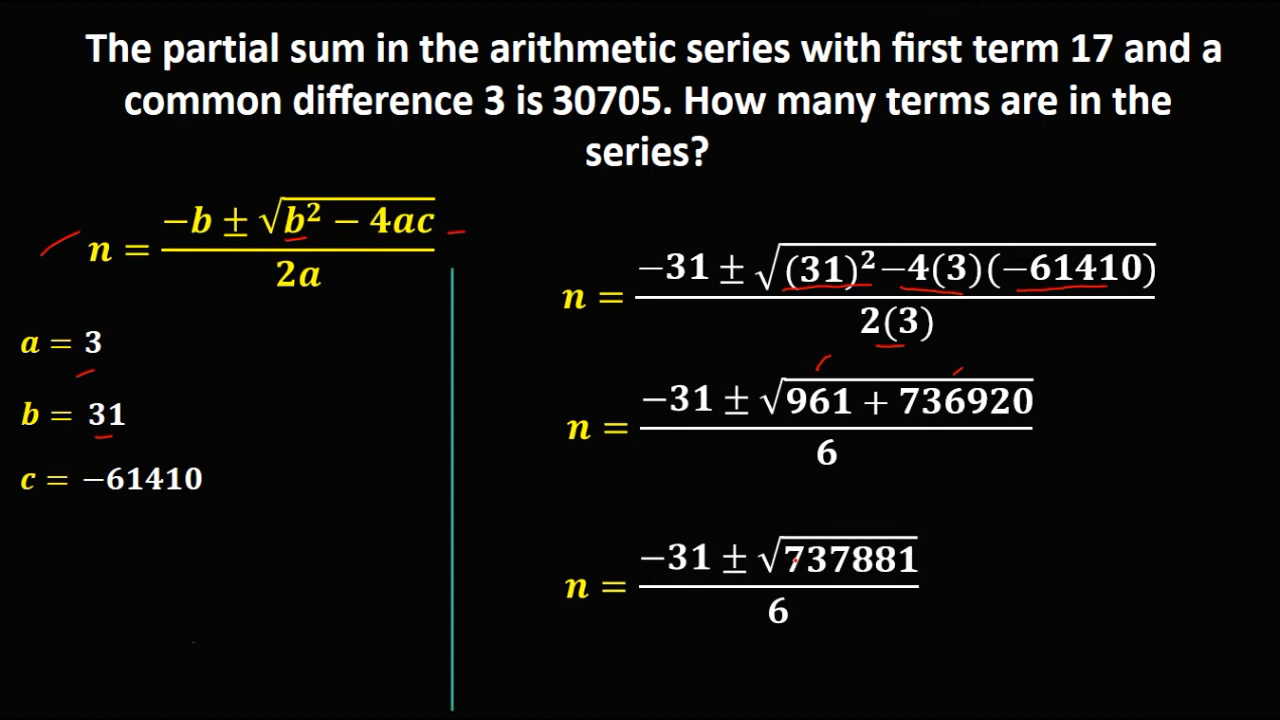 The partial sum in the arithmetic series with first term 17 and a
common difference 3 is 30705. How many terms are in the
series?
n = (-b ± √(b² − 4ac)) / 2a
a = 3
b = 31
c = −61410
n = (−31 ± √((31)² −4(3)(−61410))) / 2(3)
n = (−31 ± √(961 + 736920)) / 6
n = (−31 ± √737881) / 6